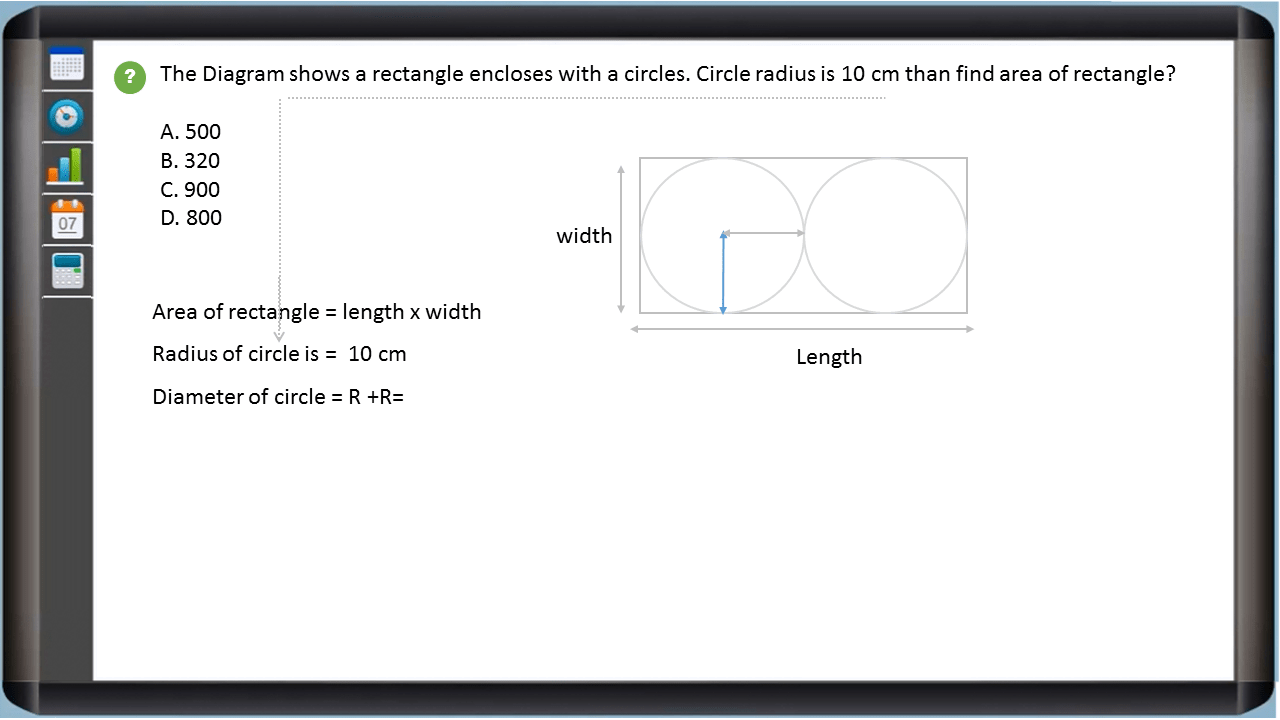 ? The Diagram shows a rectangle encloses with a circles. Circle radius is 10 cm than find area of rectangle?
A. 500
B. 320
C. 900
D. 800
width
Area of rectangle = length x width
Radius of circle is = 10 cm
Length
Diameter of circle = R +R=
07